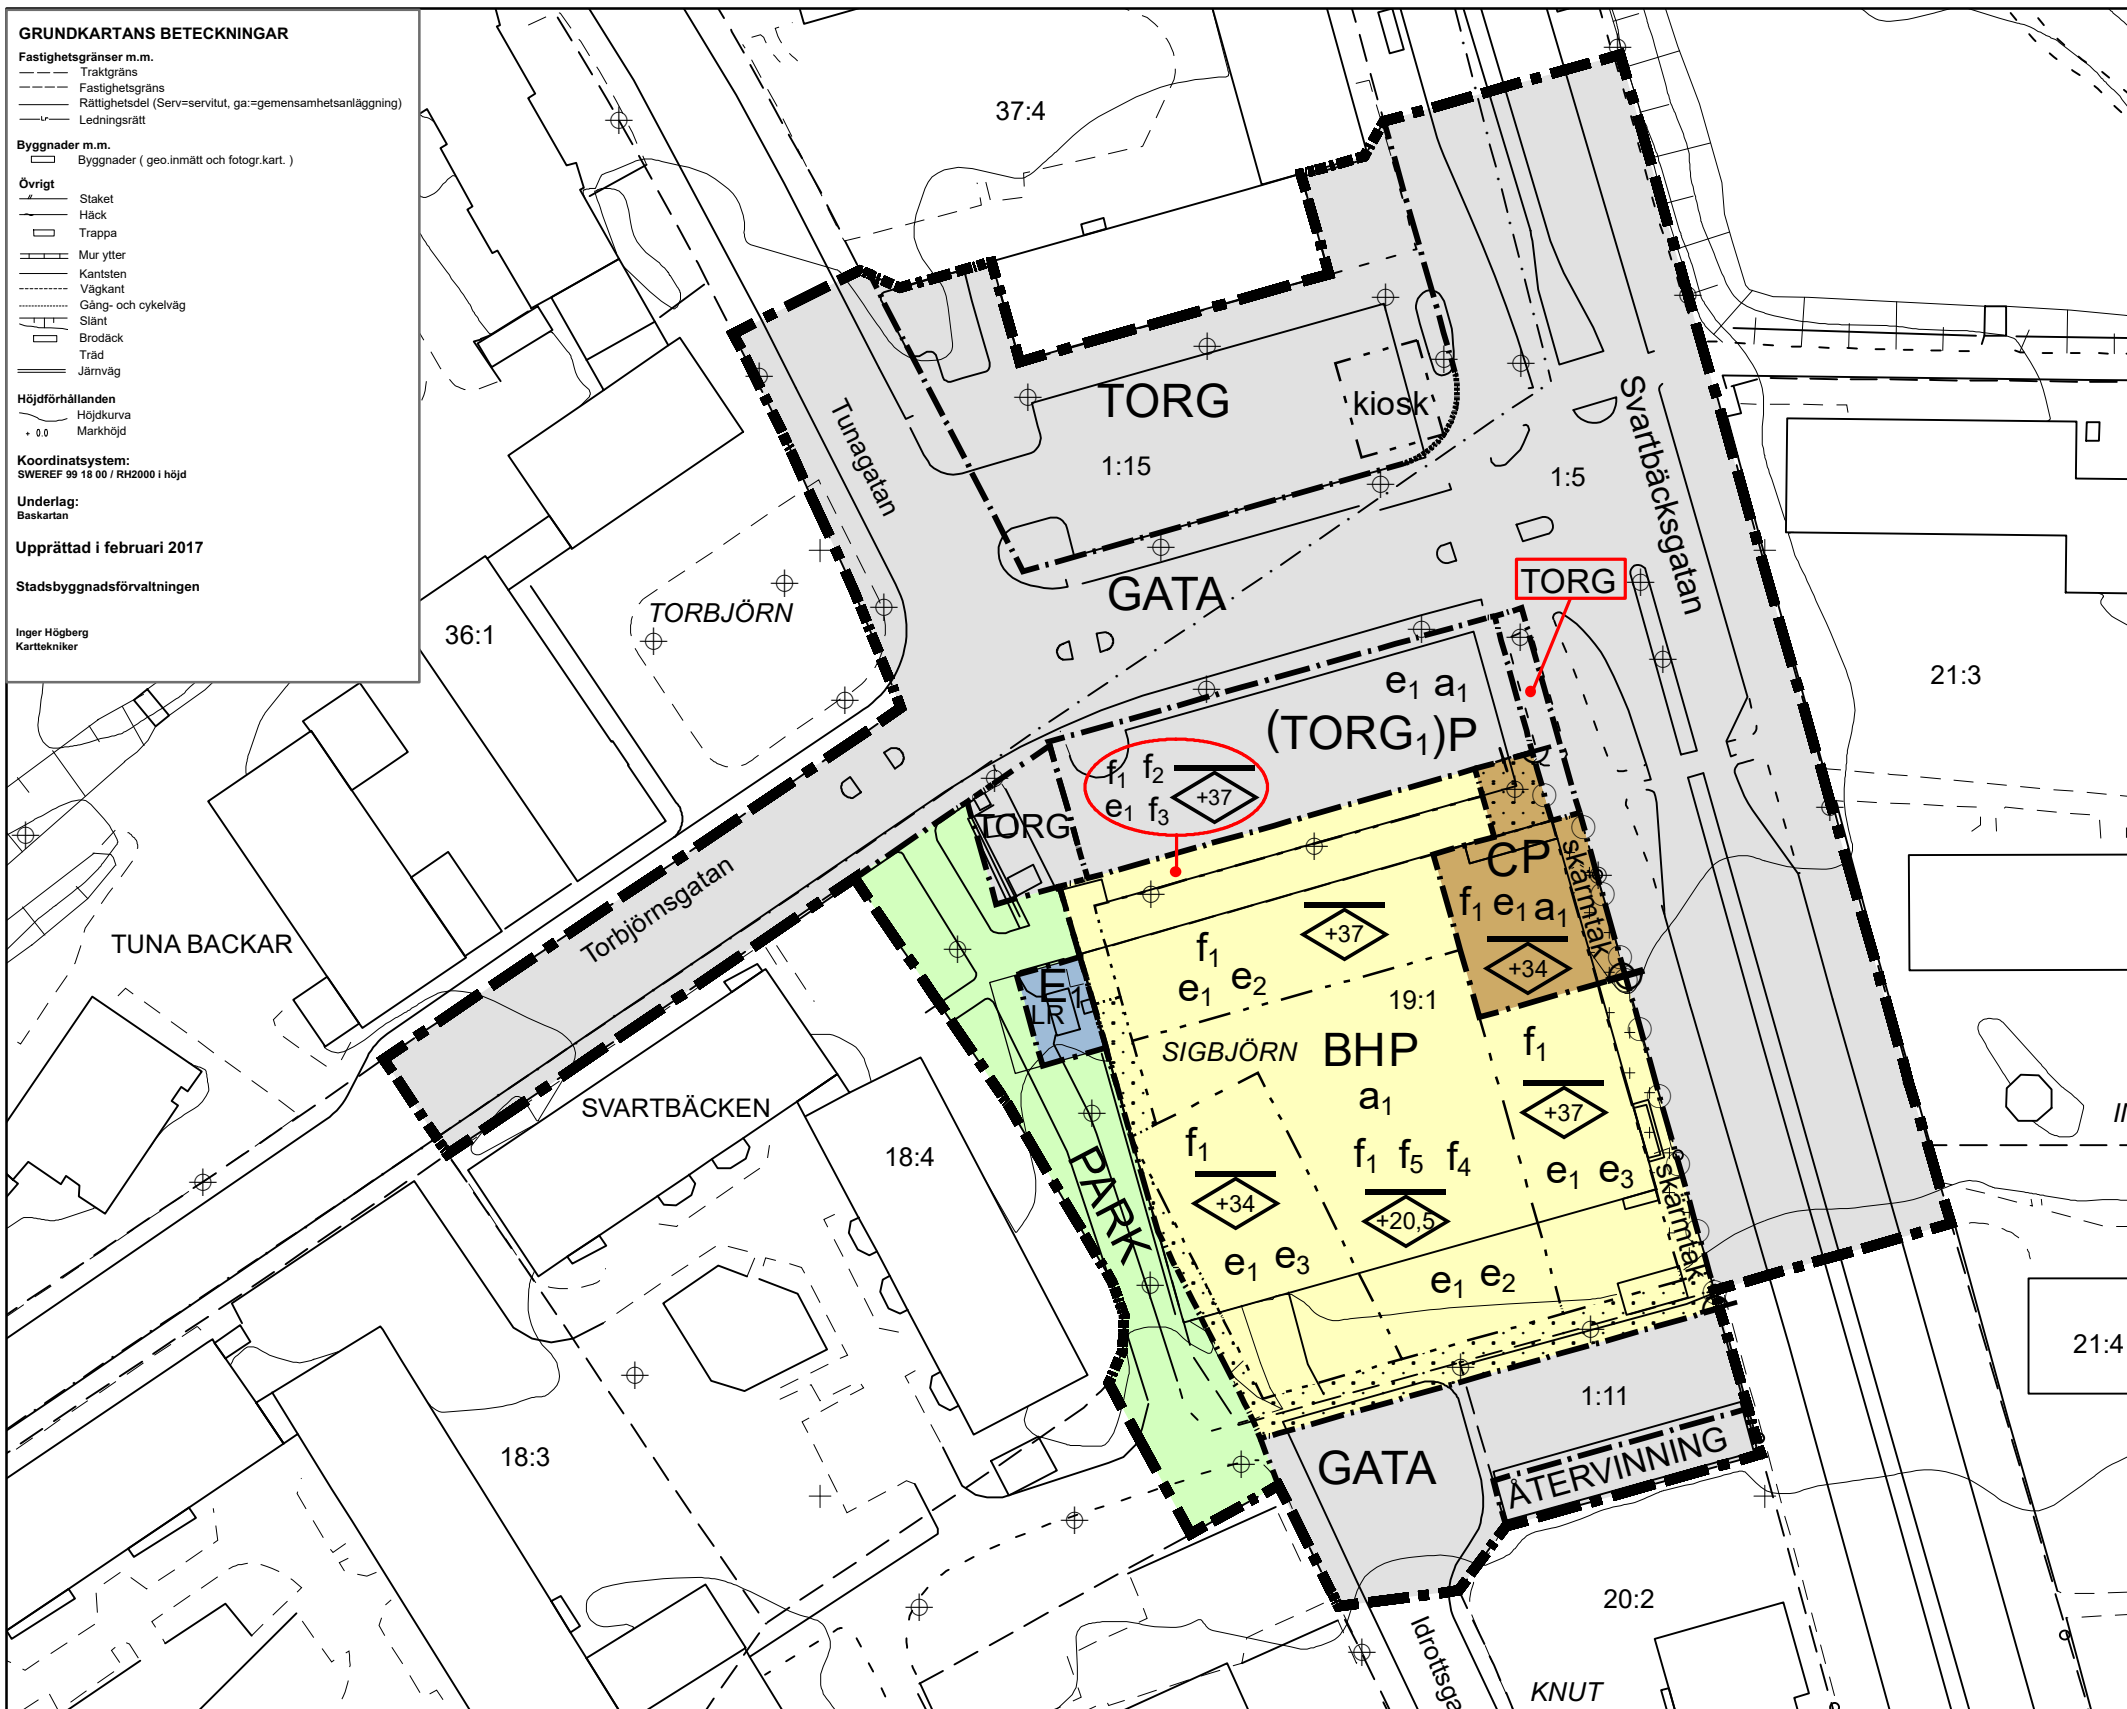 GRUNDKARTANS BETECKNINGAR
Fastighetsgränser m.m.
Traktgräns
Fastighetsgräns
Rättighetsdel (Serv=servitut, ga:=gemensamhetsanläggning)
Lr
Ledningsrätt
Byggnader m.m.
Byggnader ( geo.inmätt och fotogr.kart. )
Övrigt
Staket
Häck
Trappa
Mur ytter
Kantsten
Vägkant
Gång- och cykelväg
Slänt
Brodäck
Träd
Järnväg
Höjdförhållanden
Höjdkurva
+ 0.0 Markhöjd
Koordinatsystem:
SWEREF 99 18 00 / RH2000 i höjd
Underlag:
Baskartan
Upprättad i februari 2017
Stadsbyggnadsförvaltningen
Inger Högberg
Karttekniker
37:4
TORG
kiosk
1:15
1:5
Tunagatan
Svartbäcksgatan
GATA
TORG
TORBJÖRN
36:1
21:3
e1 a1
(TORG1)P
f1 f2
+37
e1 f3
TORG
CP
skärmtak
f1 e1 a1
+34
Torbjörnsgatan
TUNA BACKAR
+37
f1
e1 e2
E1
LR
19:1
SIGBJÖRN
BHP
a1
f1
+37
SVARTBÄCKEN
18:4
PARK
f1
+34
f1 f5 f4
+20,5
e1 e3
skärmtak
e1 e3
e1 e2
21:4
1:11
GATA
ÅTERVINNING
18:3
20:2
Idrottsga
KNUT